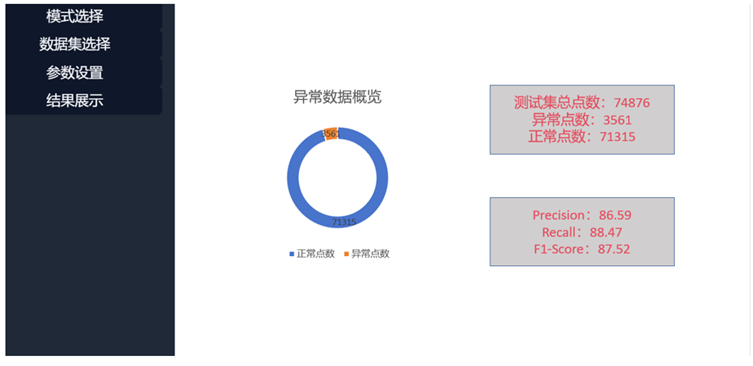 模式选择
数据集选择
参数设置
结果展示
异常数据概览
3561
71315
正常点数
异常点数
测试集总点数：74876
异常点数：3561
正常点数：71315
Precision：86.59
Recall：88.47
F1-Score：87.52